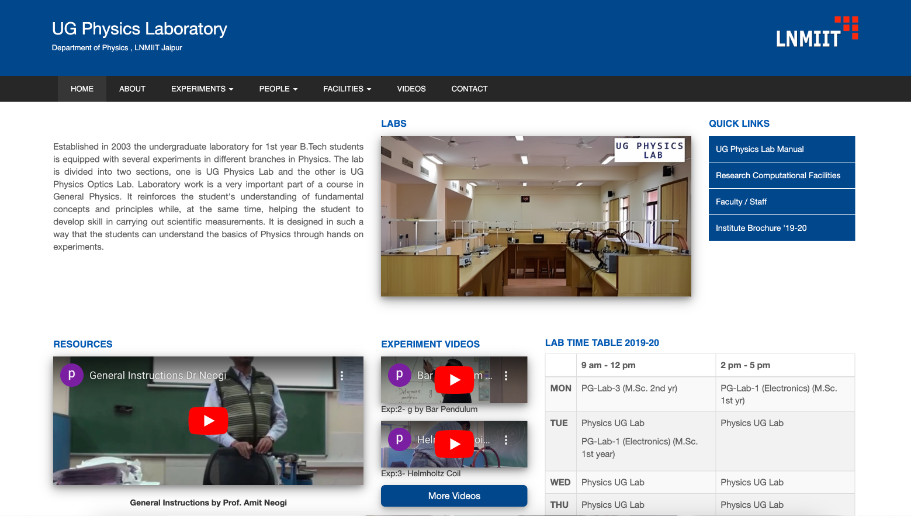 UG Physics Laboratory
Department of Physics , LNMIIT Jaipur
LNMIIT
HOME ABOUT EXPERIMENTS PEOPLE FACILITIES VIDEOS CONTACT
Established in 2003 the undergraduate laboratory for 1st year B.Tech students
is equipped with several experiments in different branches in Physics. The lab
is divided into two sections, one is UG Physics Lab and the other is UG
Physics Optics Lab. Laboratory work is a very important part of a course in
General Physics. It reinforces the student's understanding of fundamental
concepts and principles while, at the same time, helping the student to
develop skill in carrying out scientific measurements. It is designed in such a
way that the students can understand the basics of Physics through hands on
experiments.
LABS
UG PHYSICS
LAB
QUICK LINKS
UG Physics Lab Manual
Research Computational Facilities
Faculty / Staff
Institute Brochure '19-20
RESOURCES
p General Instructions Dr Neogi
General Instructions by Prof. Amit Neogi
EXPERIMENT VIDEOS
p Bar ...
Exp:2- g by Bar Pendulum
p
Exp:3- Helmholtz Coil
More Videos
LAB TIME TABLE 2019-20
9 am - 12 pm 2 pm - 5 pm
MON PG-Lab-3 (M.Sc. 2nd yr) PG-Lab-1 (Electronics) (M.Sc.
1st yr)
TUE Physics UG Lab Physics UG Lab
PG-Lab-1 (Electronics) (M.Sc.
1st year)
WED Physics UG Lab Physics UG Lab
THU Physics UG Lab Physics UG Lab